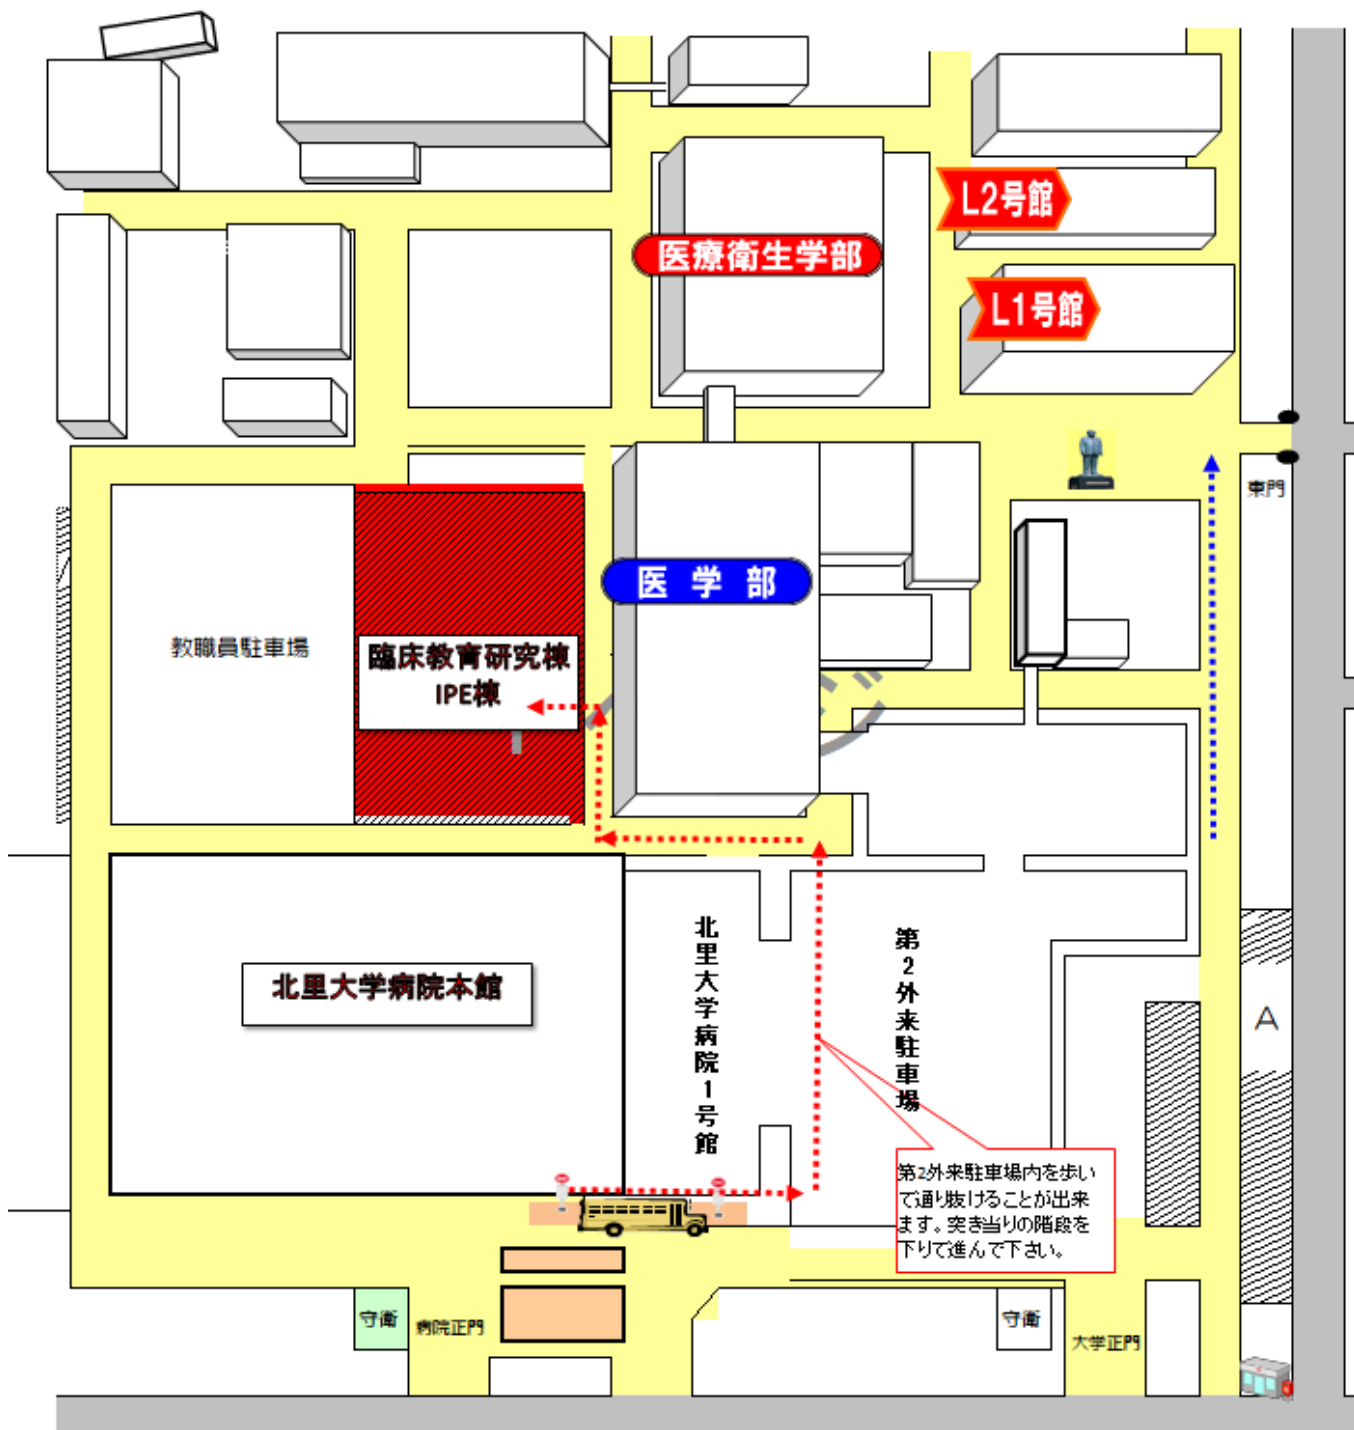 L2号館
医療衛生学部
L1号館
東門
医 学 部
教職員駐車場
臨床教育研究棟
IPE棟
北里大学病院1号館
第2外来駐車場
北里大学病院本館
A
第2外来駐車場内を歩い
て通り抜けることが出来
ます。突き当りの階段を
下りて進んで下さい。
守衛
病院正門
守衛
大学正門